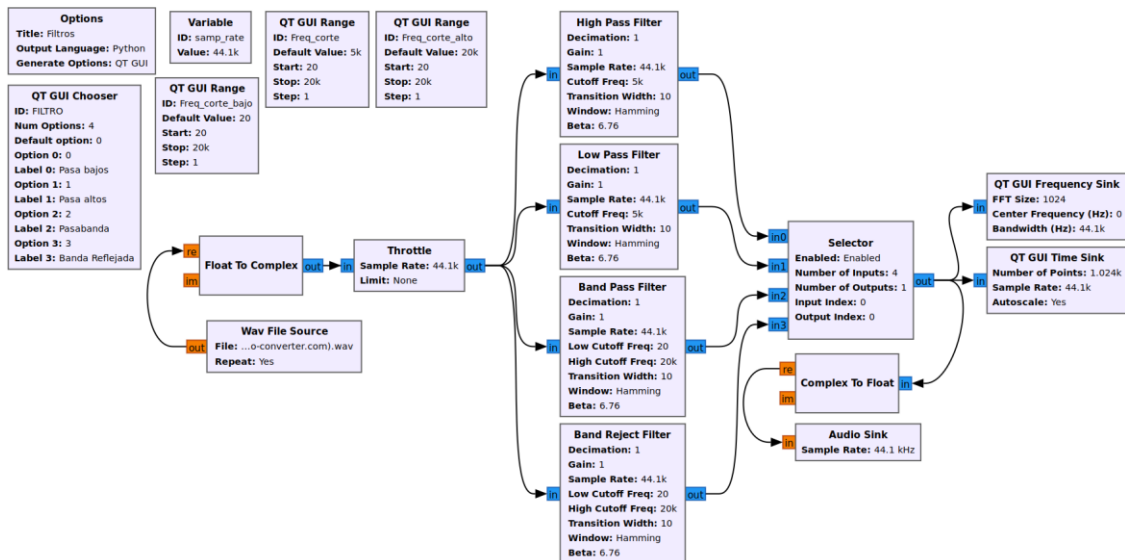 Options
Title: Filtros
Output Language: Python
Generate Options: QT GUI
Variable
ID: samp_rate
Value: 44.1k
QT GUI Range
ID: Freq_corte
Default Value: 5k
Start: 20
Stop: 20k
Step: 1
QT GUI Range
ID: Freq_corte_alto
Default Value: 20k
Start: 20
Stop: 20k
Step: 1
QT GUI Chooser
ID: FILTRO
Num Options: 4
Default option: 0
Option 0: 0
Label 0: Pasa bajos
Option 1: 1
Label 1: Pasa altos
Option 2: 2
Label 2: Pasabanda
Option 3: 3
Label 3: Banda Reflejada
QT GUI Range
ID: Freq_corte_bajo
Default Value: 20
Start: 20
Stop: 20k
Step: 1
re
im
Float To Complex
out
out
Wav File Source
File: ...o-converter.com).wav
Repeat: Yes
in
Throttle
Sample Rate: 44.1k
Limit: None
out
in
High Pass Filter
Decimation: 1
Gain: 1
Sample Rate: 44.1k
Cutoff Freq: 5k
Transition Width: 10
Window: Hamming
Beta: 6.76
out
in
Low Pass Filter
Decimation: 1
Gain: 1
Sample Rate: 44.1k
Cutoff Freq: 5k
Transition Width: 10
Window: Hamming
Beta: 6.76
out
in
Band Pass Filter
Decimation: 1
Gain: 1
Sample Rate: 44.1k
Low Cutoff Freq: 20
High Cutoff Freq: 20k
Transition Width: 10
Window: Hamming
Beta: 6.76
out
in
Band Reject Filter
Decimation: 1
Gain: 1
Sample Rate: 44.1k
Low Cutoff Freq: 20
High Cutoff Freq: 20k
Transition Width: 10
Window: Hamming
Beta: 6.76
out
in0
in1
in2
in3
Selector
Enabled: Enabled
Number of Inputs: 4
Number of Outputs: 1
Input Index: 0
Output Index: 0
out
in
QT GUI Frequency Sink
FFT Size: 1024
Center Frequency (Hz): 0
Bandwidth (Hz): 44.1k
in
QT GUI Time Sink
Number of Points: 1.024k
Sample Rate: 44.1k
Autoscale: Yes
re
im
Complex To Float
in
in
Audio Sink
Sample Rate: 44.1 kHz